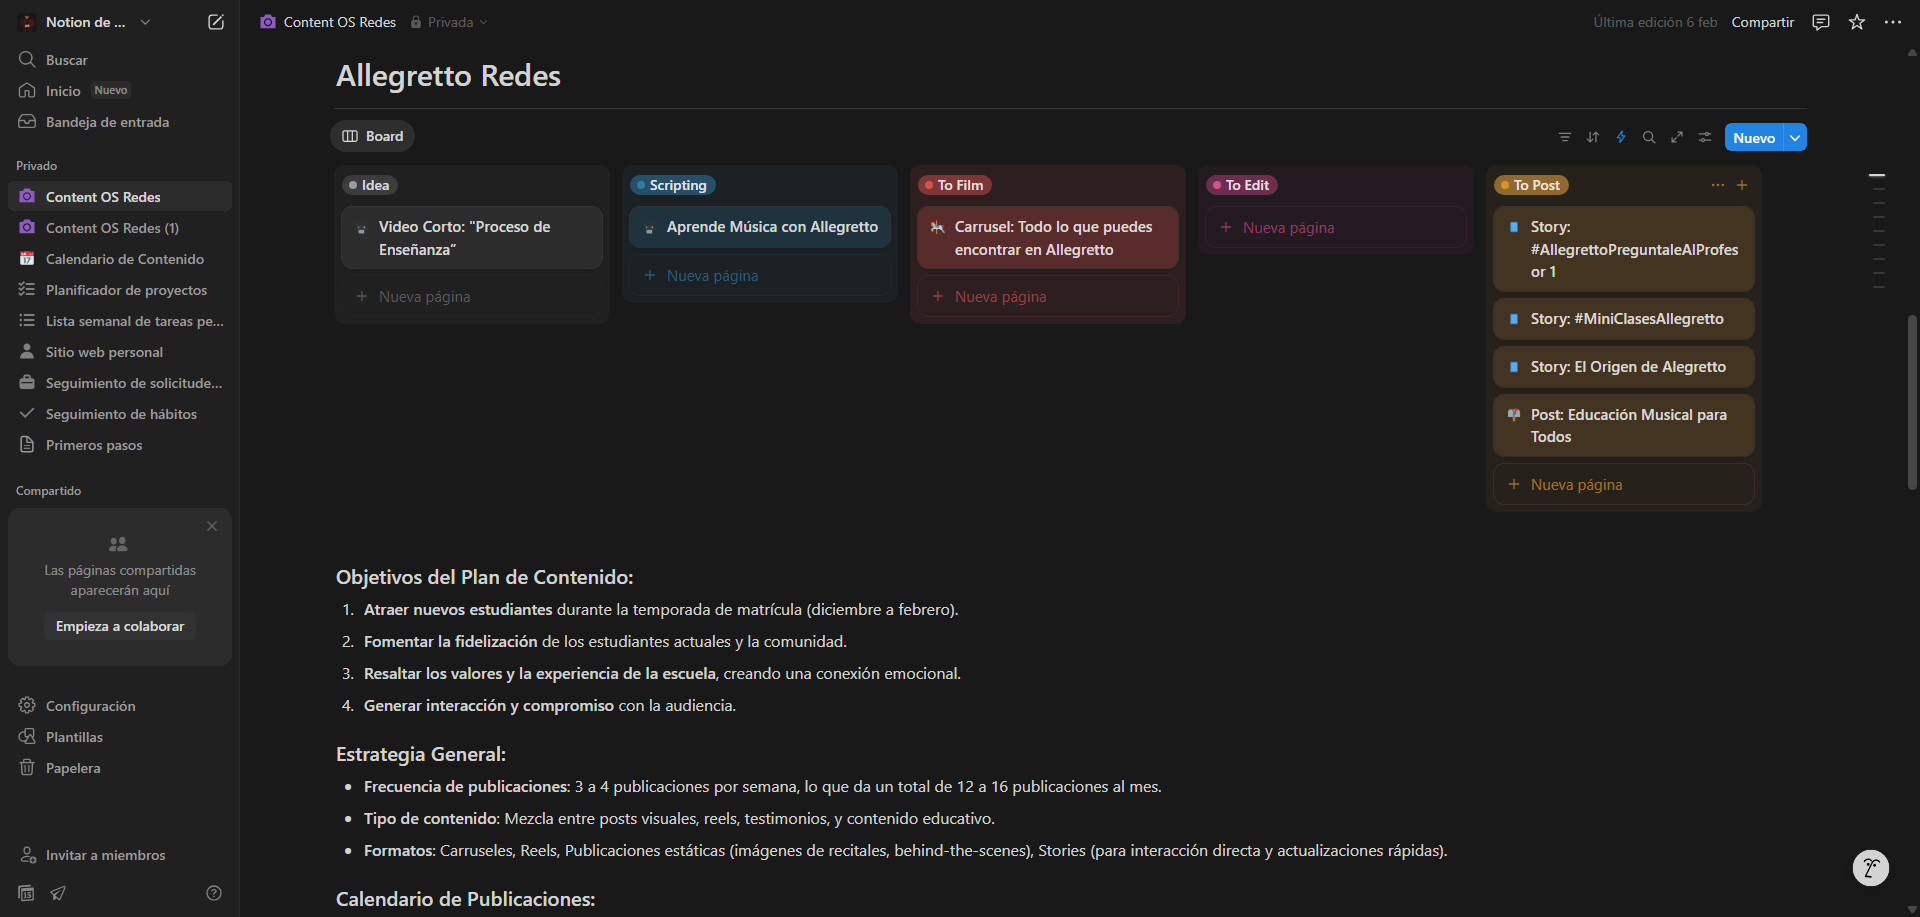 Notion de ...
Buscar
Inicio Nuevo
Bandeja de entrada
Privado
Content OS Redes
Content OS Redes (1)
Calendario de Contenido
Planificador de proyectos
Lista semanal de tareas pe...
Sitio web personal
Seguimiento de solicitude...
Seguimiento de hábitos
Primeros pasos
Compartido
Las páginas compartidas
aparecerán aquí
Empieza a colaborar
Configuración
Plantillas
Papelera
Invitar a miembros
Content OS Redes Privada
Última edición 6 feb Compartir
Allegretto Redes
Board
Nuevo
Idea
Video Corto: "Proceso de
Enseñanza”
+ Nueva página
Scripting
Aprende Música con Allegretto
+ Nueva página
To Film
Carrusel: Todo lo que puedes
encontrar en Allegretto
+ Nueva página
To Edit
+ Nueva página
To Post
Story:
#AllegrettoPreguntaleAlProfes
or 1
Story: #MiniClasesAllegretto
Story: El Origen de Alegretto
Post: Educación Musical para
Todos
+ Nueva página
Objetivos del Plan de Contenido:
1. Atraer nuevos estudiantes durante la temporada de matrícula (diciembre a febrero).
2. Fomentar la fidelización de los estudiantes actuales y la comunidad.
3. Resaltar los valores y la experiencia de la escuela, creando una conexión emocional.
4. Generar interacción y compromiso con la audiencia.
Estrategia General:
• Frecuencia de publicaciones: 3 a 4 publicaciones por semana, lo que da un total de 12 a 16 publicaciones al mes.
• Tipo de contenido: Mezcla entre posts visuales, reels, testimonios, y contenido educativo.
• Formatos: Carruseles, Reels, Publicaciones estáticas (imágenes de recitales, behind-the-scenes), Stories (para interacción directa y actualizaciones rápidas).
Calendario de Publicaciones: